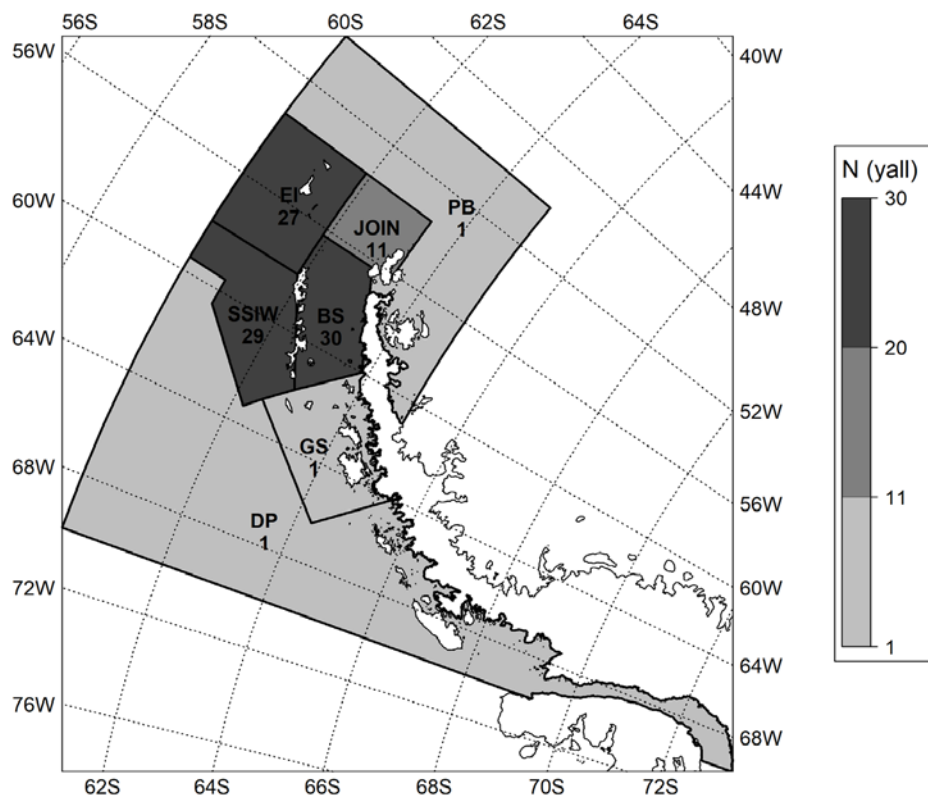 56S 58S 60S 62S 64S
56W
60W
64W
68W
72W
76W
40W
44W
48W
52W
56W
60W
64W
68W
EI
27
PB
1
JOIN
11
SSIW
29
BS
30
GS
1
DP
1
62S 64S 66S 68S 70S 72S
N (yall)
30
20
11
1